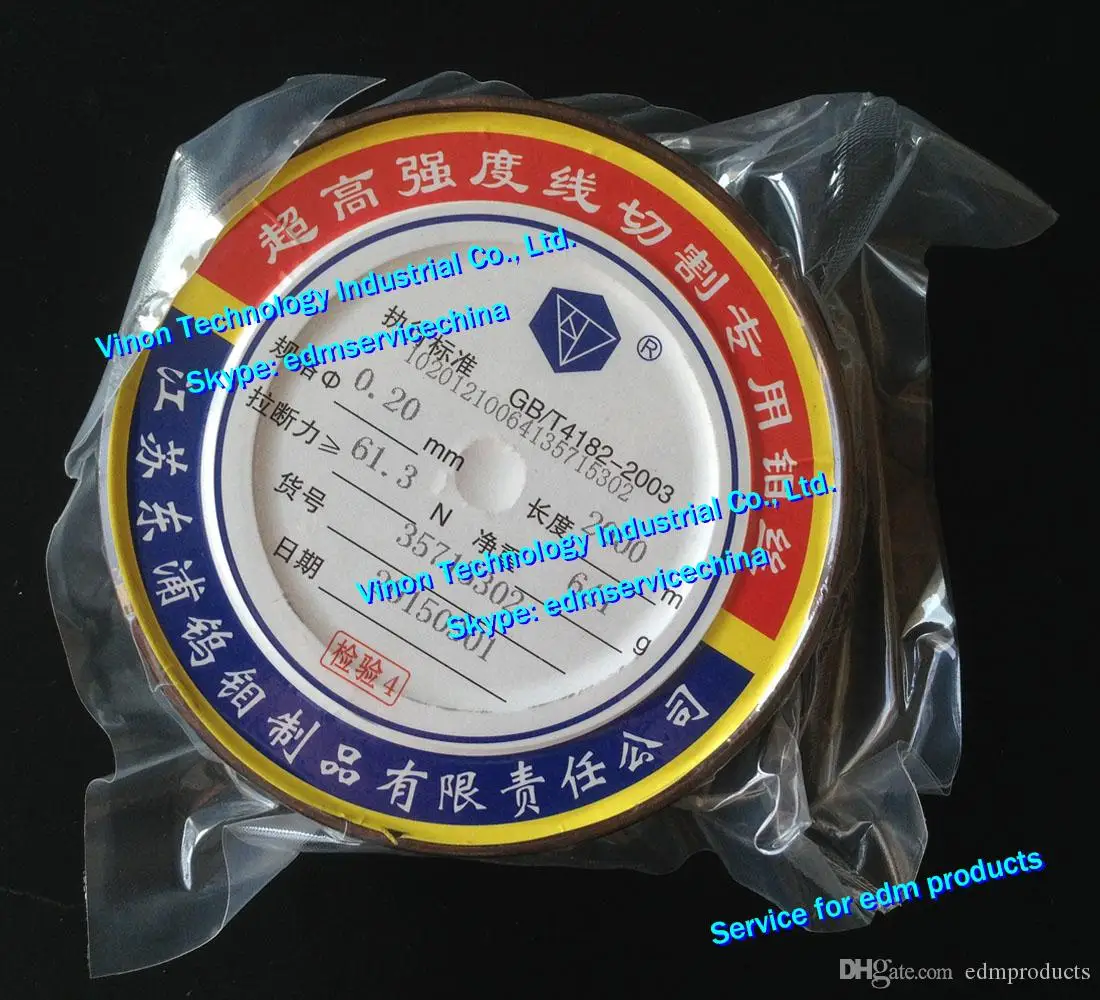 超高强度线切割专用钼丝
®
执行标准 GB/T4182-2003
10201210064135715302
规格Φ 0.20 mm
拉断力≥ 61.3 N
长度 2000 m
货号 35715302
g
日期
检验4
江苏东浦钨钼制品有限责任公司
Vinon Technology Industrial Co., Ltd.
Skype: edmservicechina
Vinon Technology Industrial Co., Ltd.
Skype: edmservicechina
Service for edm products
DHgate.com edmproducts